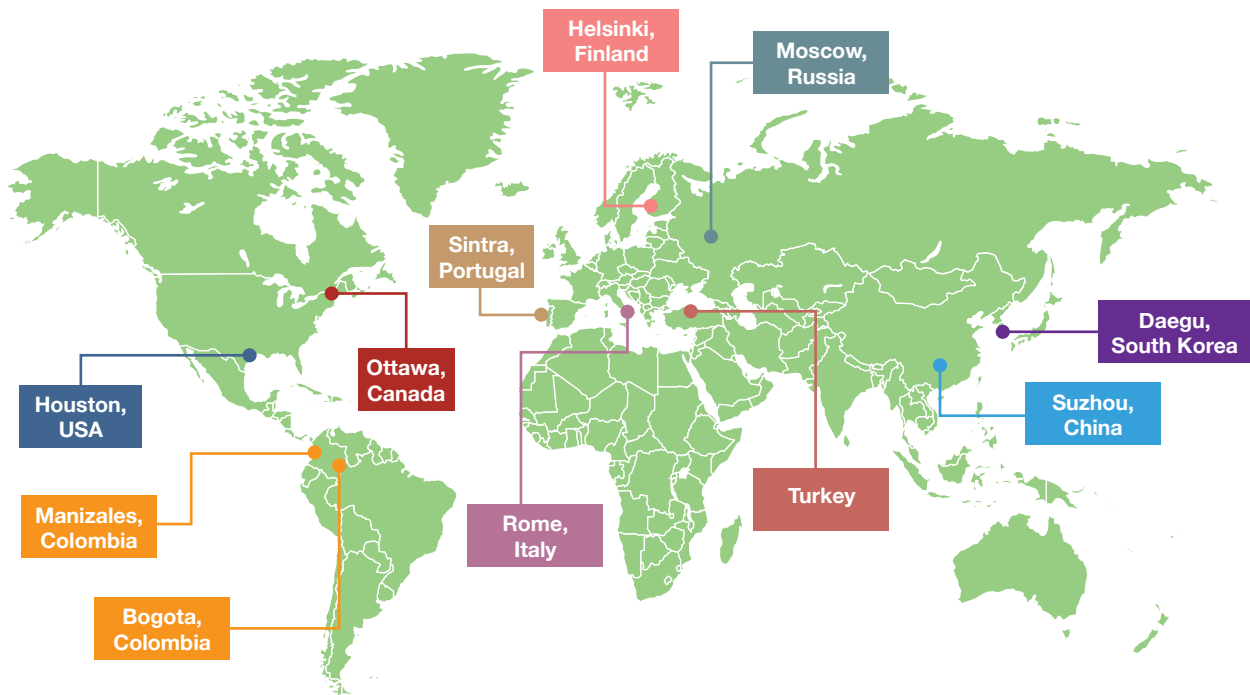 Helsinki,
Finland
Moscow,
Russia
Sintra,
Portugal
Daegu,
South Korea
Ottawa,
Canada
Houston,
USA
Suzhou,
China
Turkey
Manizales,
Colombia
Rome,
Italy
Bogota,
Colombia